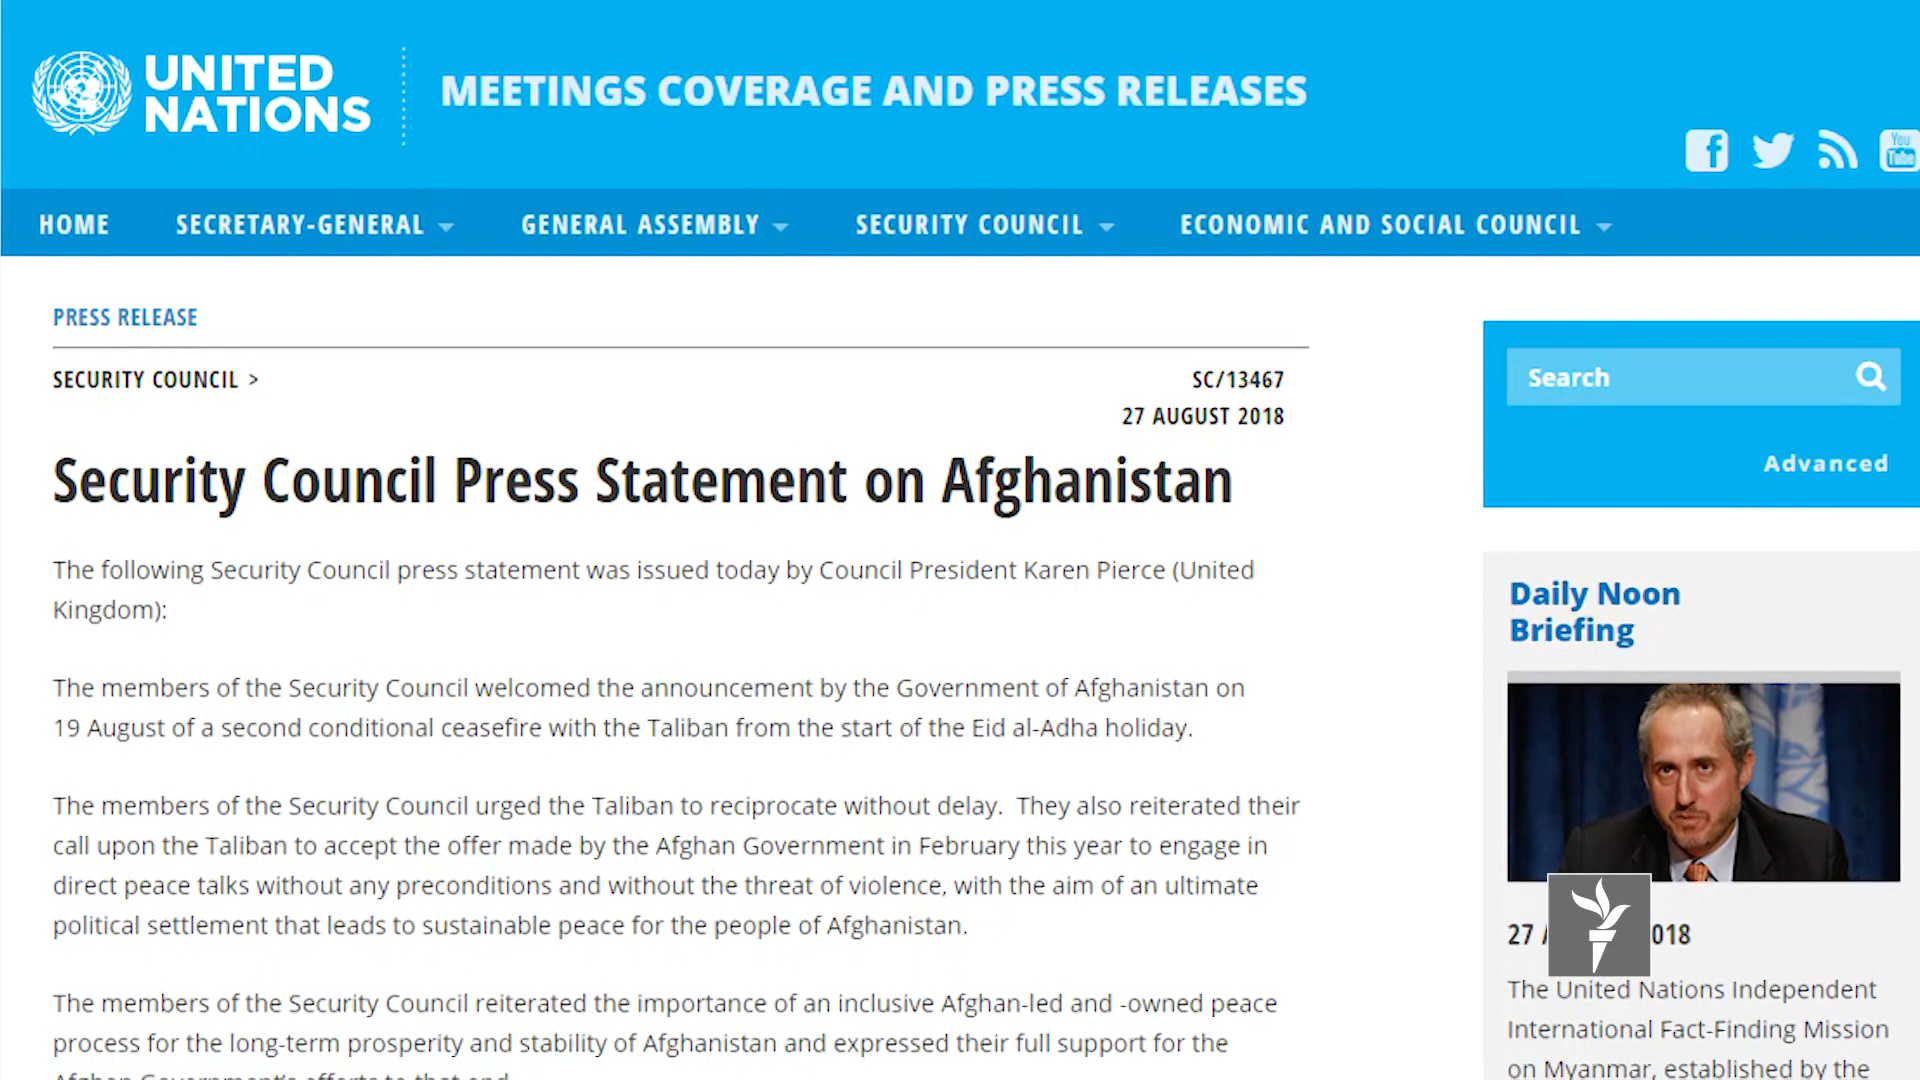 UNITED
NATIONS
MEETINGS COVERAGE AND PRESS RELEASES
You
Tube
HOME
SECRETARY-GENERAL
GENERAL ASSEMBLY
SECURITY COUNCIL
ECONOMIC AND SOCIAL COUNCIL
PRESS RELEASE
SECURITY COUNCIL >
SC/13467
27 AUGUST 2018
Security Council Press Statement on Afghanistan
The following Security Council press statement was issued today by Council President Karen Pierce (United
Kingdom):
The members of the Security Council welcomed the announcement by the Government of Afghanistan on
19 August of a second conditional ceasefire with the Taliban from the start of the Eid al-Adha holiday.
The members of the Security Council urged the Taliban to reciprocate without delay. They also reiterated their
call upon the Taliban to accept the offer made by the Afghan Government in February this year to engage in
direct peace talks without any preconditions and without the threat of violence, with the aim of an ultimate
political settlement that leads to sustainable peace for the people of Afghanistan.
The members of the Security Council reiterated the importance of an inclusive Afghan-led and -owned peace
process for the long-term prosperity and stability of Afghanistan and expressed their full support for the
Afghan Government's efforts to that end.
Search
Advanced
Daily Noon
Briefing
27 018
The United Nations Independent
International Fact-Finding Mission
on Myanmar, established by the